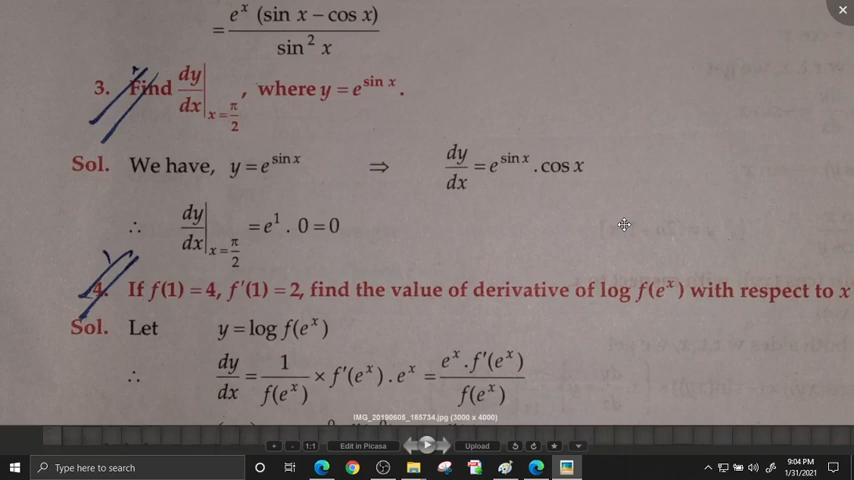 = e^x (sin x – cos x) / sin^2 x
3. Find dy/dx|x = π/2, where y = e^sin x.
Sol. We have, y = e^sin x ⇒ dy/dx = e^sin x . cos x
∴ dy/dx|x = π/2 = e^1 . 0 = 0
4. If f(1) = 4, f′(1) = 2, find the value of derivative of log f(e^x) with respect to x
Sol. Let y = log f(e^x)
∴ dy/dx = 1/f(e^x) × f′(e^x) . e^x = e^x . f′(e^x)/f(e^x)
IMG_20190605_165734.jpg (3000 x 4000)
1:1 Edit in Picasa Upload
Type here to search
9:04 PM
1/31/2021